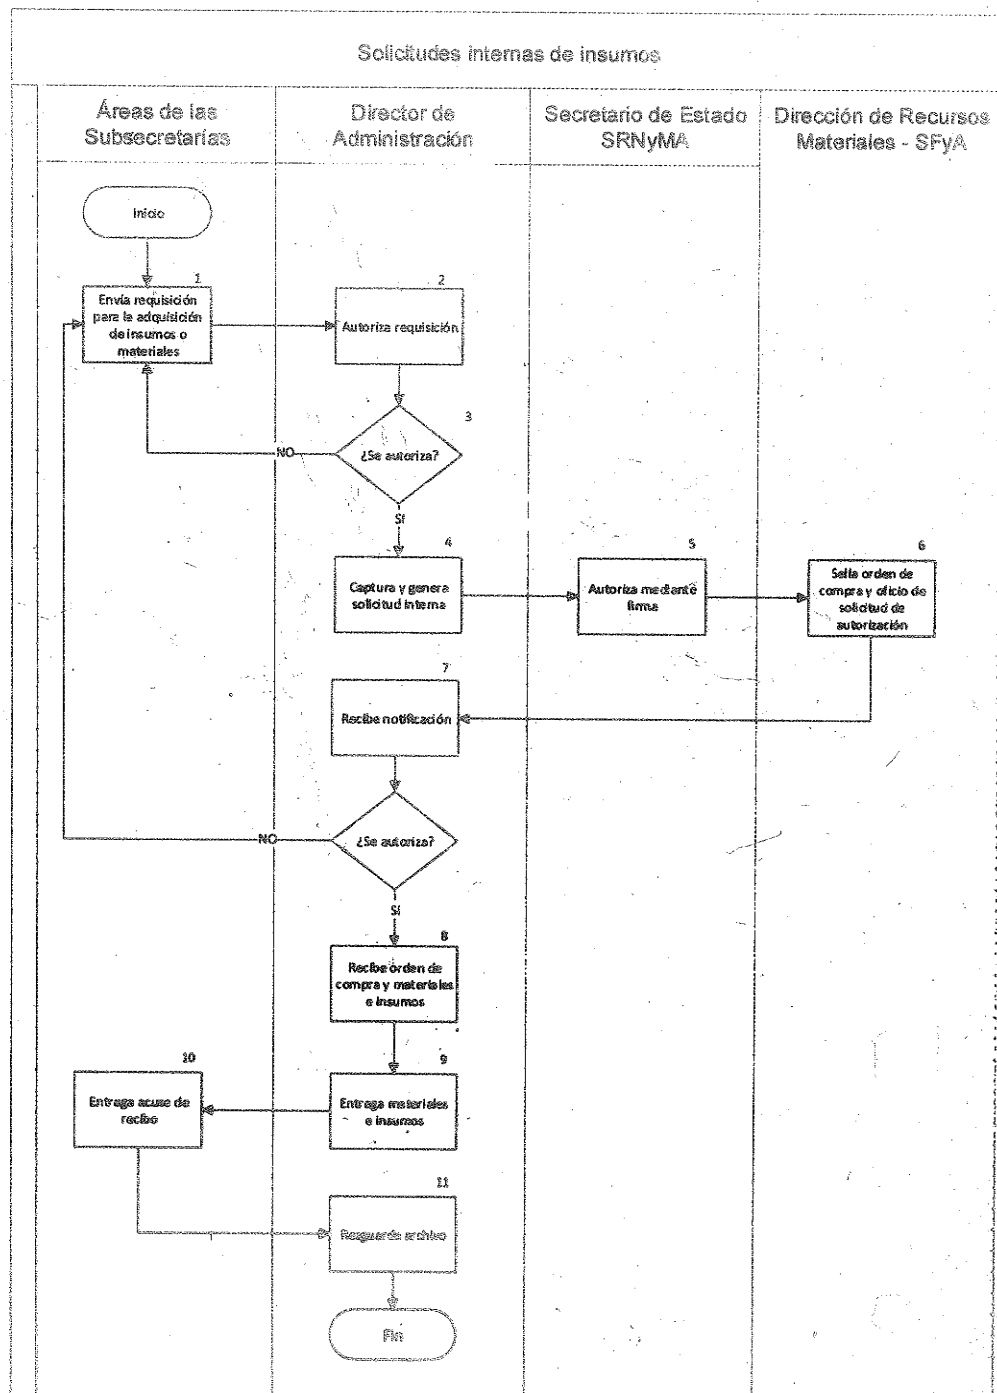 Solicitudes internas de insumos
Áreas de las
Subsecretarías
Director de
Administración
Secretario de Estado
SRNyMA
Dirección de Recursos
Materiales - SFyA
Inicio
1
Envía requisición
para la adquisición
de insumos o
materiales
2
Autoriza requisición
3
¿Se autoriza?
NO
SÍ
4
Captura y genera
solicitud interna
5
Autoriza mediante
firma
6
Sella orden de
compra y oficio de
solicitud de
autorización
7
Recibe notificación
¿Se autoriza?
NO
SÍ
8
Recibe orden de
compra y materiales
e insumos
9
Entrega materiales
e insumos
10
Entrega acuse de
recibo
11
Resguarda archivo
Fin